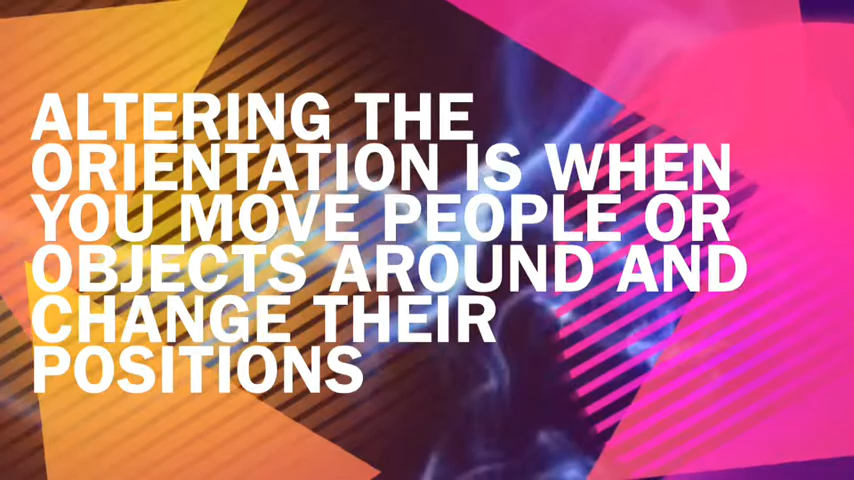 ALTERING THE
ORIENTATION IS WHEN
YOU MOVE PEOPLE OR
OBJECTS AROUND AND
CHANGE THEIR
POSITIONS